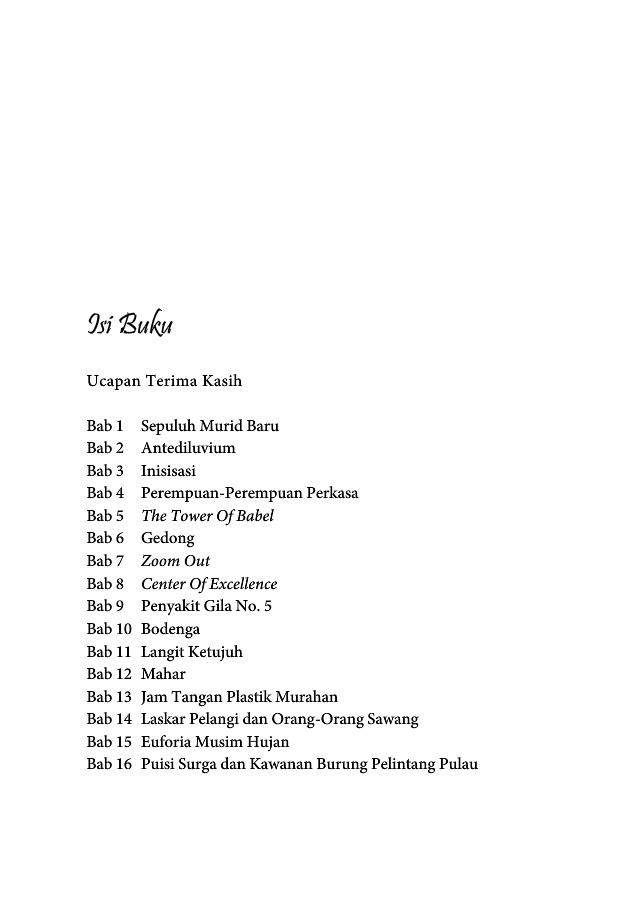 Isi Buku
Ucapan Terima Kasih
Bab 1 Sepuluh Murid Baru
Bab 2 Antediluvium
Bab 3 Inisisasi
Bab 4 Perempuan-Perempuan Perkasa
Bab 5 The Tower Of Babel
Bab 6 Gedong
Bab 7 Zoom Out
Bab 8 Center Of Excellence
Bab 9 Penyakit Gila No. 5
Bab 10 Bodenga
Bab 11 Langit Ketujuh
Bab 12 Mahar
Bab 13 Jam Tangan Plastik Murahan
Bab 14 Laskar Pelangi dan Orang-Orang Sawang
Bab 15 Euforia Musim Hujan
Bab 16 Puisi Surga dan Kawanan Burung Pelintang Pulau